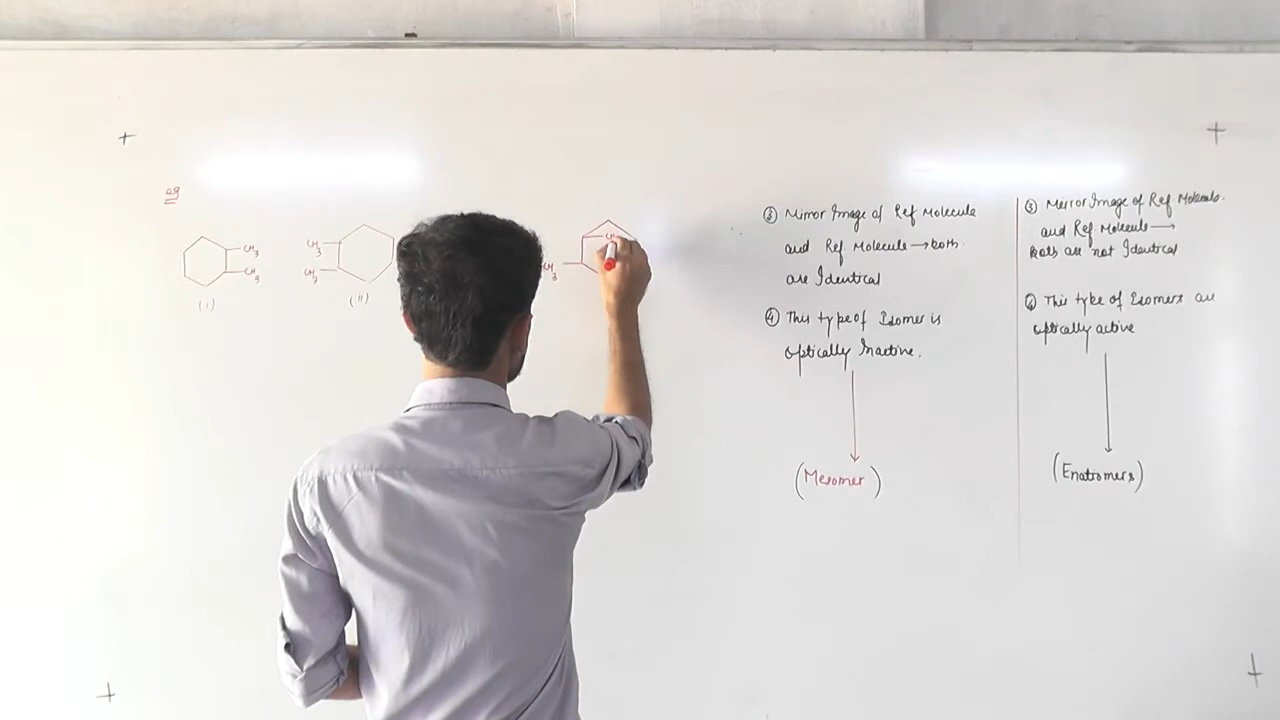 eg
CH3
CH3
(i)
CH3
CH3
(ii)
CH3
③ Mirror Image of Ref Molecule
and Ref Molecule → both
are Identical
④ This type of Isomer is
optically Inactive.
(Mesomer)
③ Merror Image of Ref Molecule.
and Ref Molecule →
Both are not Identical
④ This type of Isomers are
optically active
(Enatiomers)